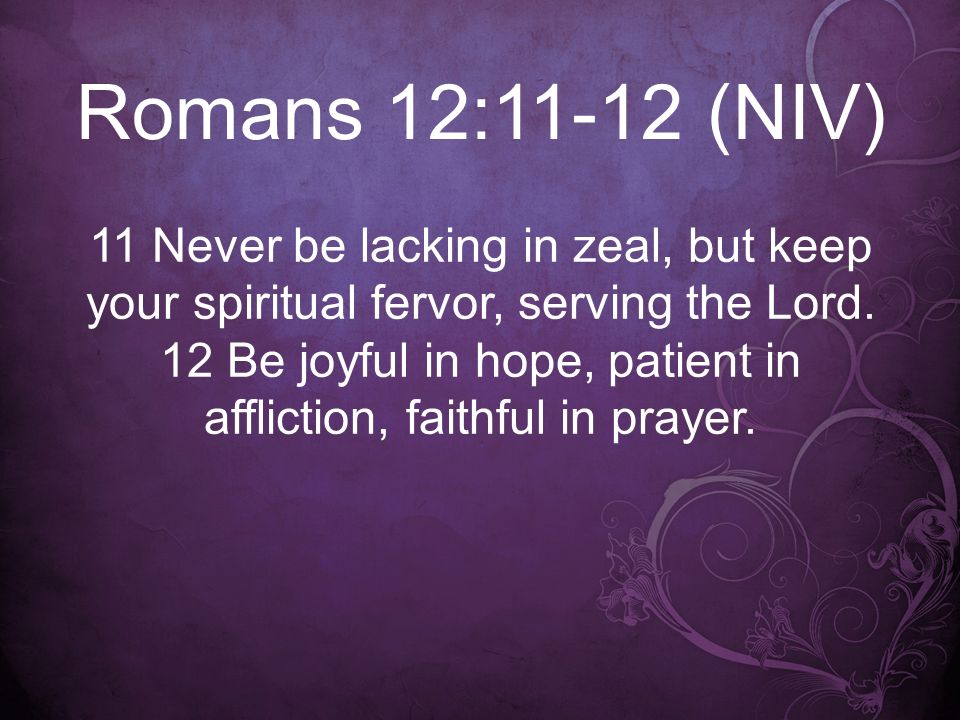 Romans 12:11-12 (NIV)
11 Never be lacking in zeal, but keep
your spiritual fervor, serving the Lord.
12 Be joyful in hope, patient in
affliction, faithful in prayer.